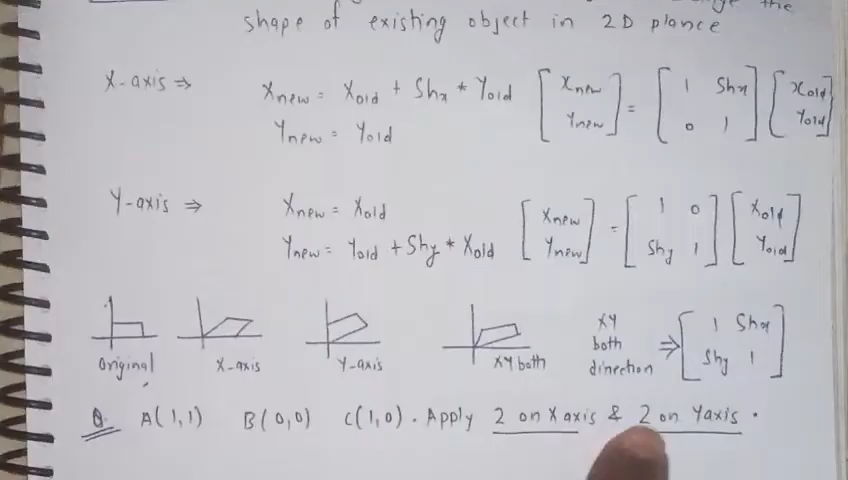 the
shape of existing object in 2D plance
X-axis ⇒ Xnew = Xold + Shx * Yold [Xnew Ynew] = [1 Shx 0 1] [Xold Yold]
Ynew = Yold
Y-axis ⇒ Xnew = Xold [Xnew Ynew] = [1 0 Shy 1] [Xold Yold]
Ynew = Yold + Shy * Xold
original X-axis Y-axis XY both
XY both direction ⇒ [1 Shx Shy 1]
Q. A(1,1) B(0,0) C(1,0). Apply 2 on X axis & 2 on Yaxis.